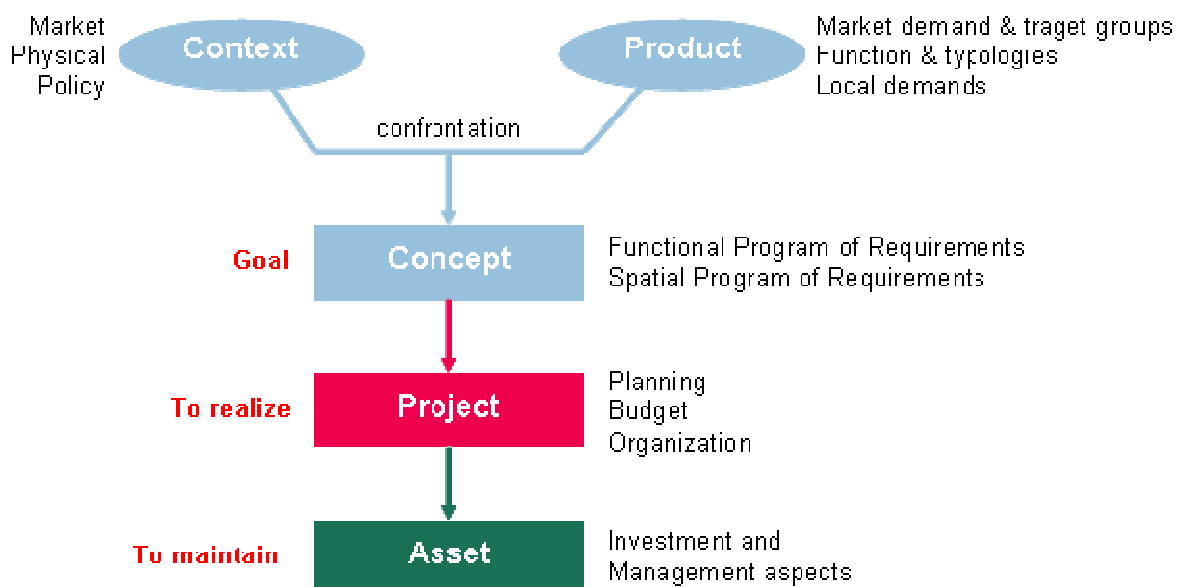 Market
Physical
Policy
Context
Product
Market demand & traget groups
Function & typologies
Local demands
confrontation
Goal
Concept
Functional Program of Requirements
Spatial Program of Requirements
To realize
Project
Planning
Budget
Organization
To maintain
Asset
Investment and
Management aspects